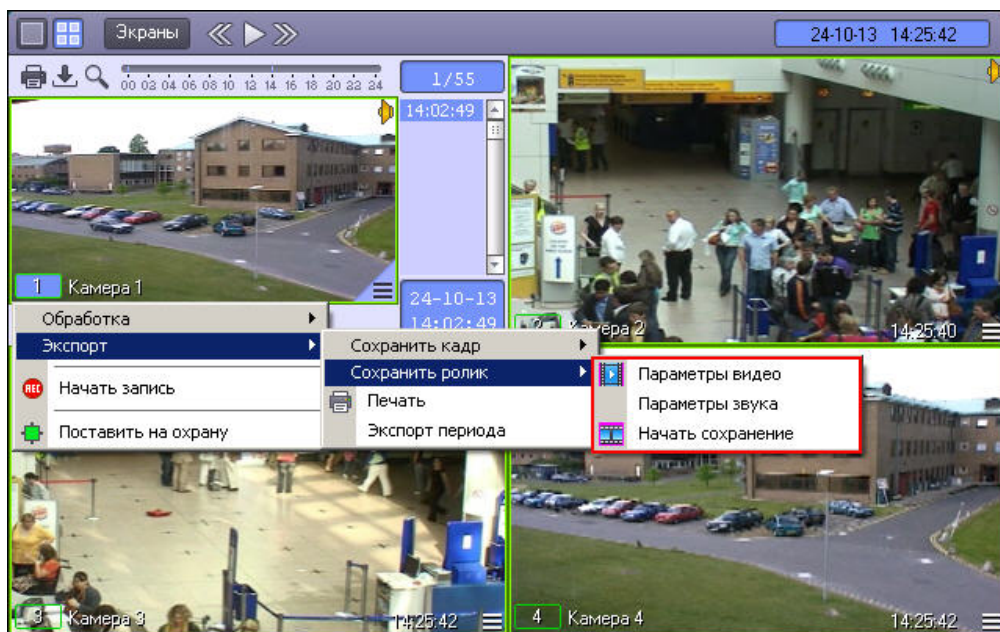 Экраны
24-10-13 14:25:42
00 02 04 06 08 10 12 14 16 18 20 22 24
1/55
14:02:49
1 Камера 1
24-10-13
14:02:49
2 Камера 2
14:25:40
Обработка
Экспорт
Начать запись
REC
Поставить на охрану
Сохранить кадр
Сохранить ролик
Печать
Экспорт периода
Параметры видео
Параметры звука
Начать сохранение
3 Камера 3
14:25:42
4 Камера 4
14:25:42